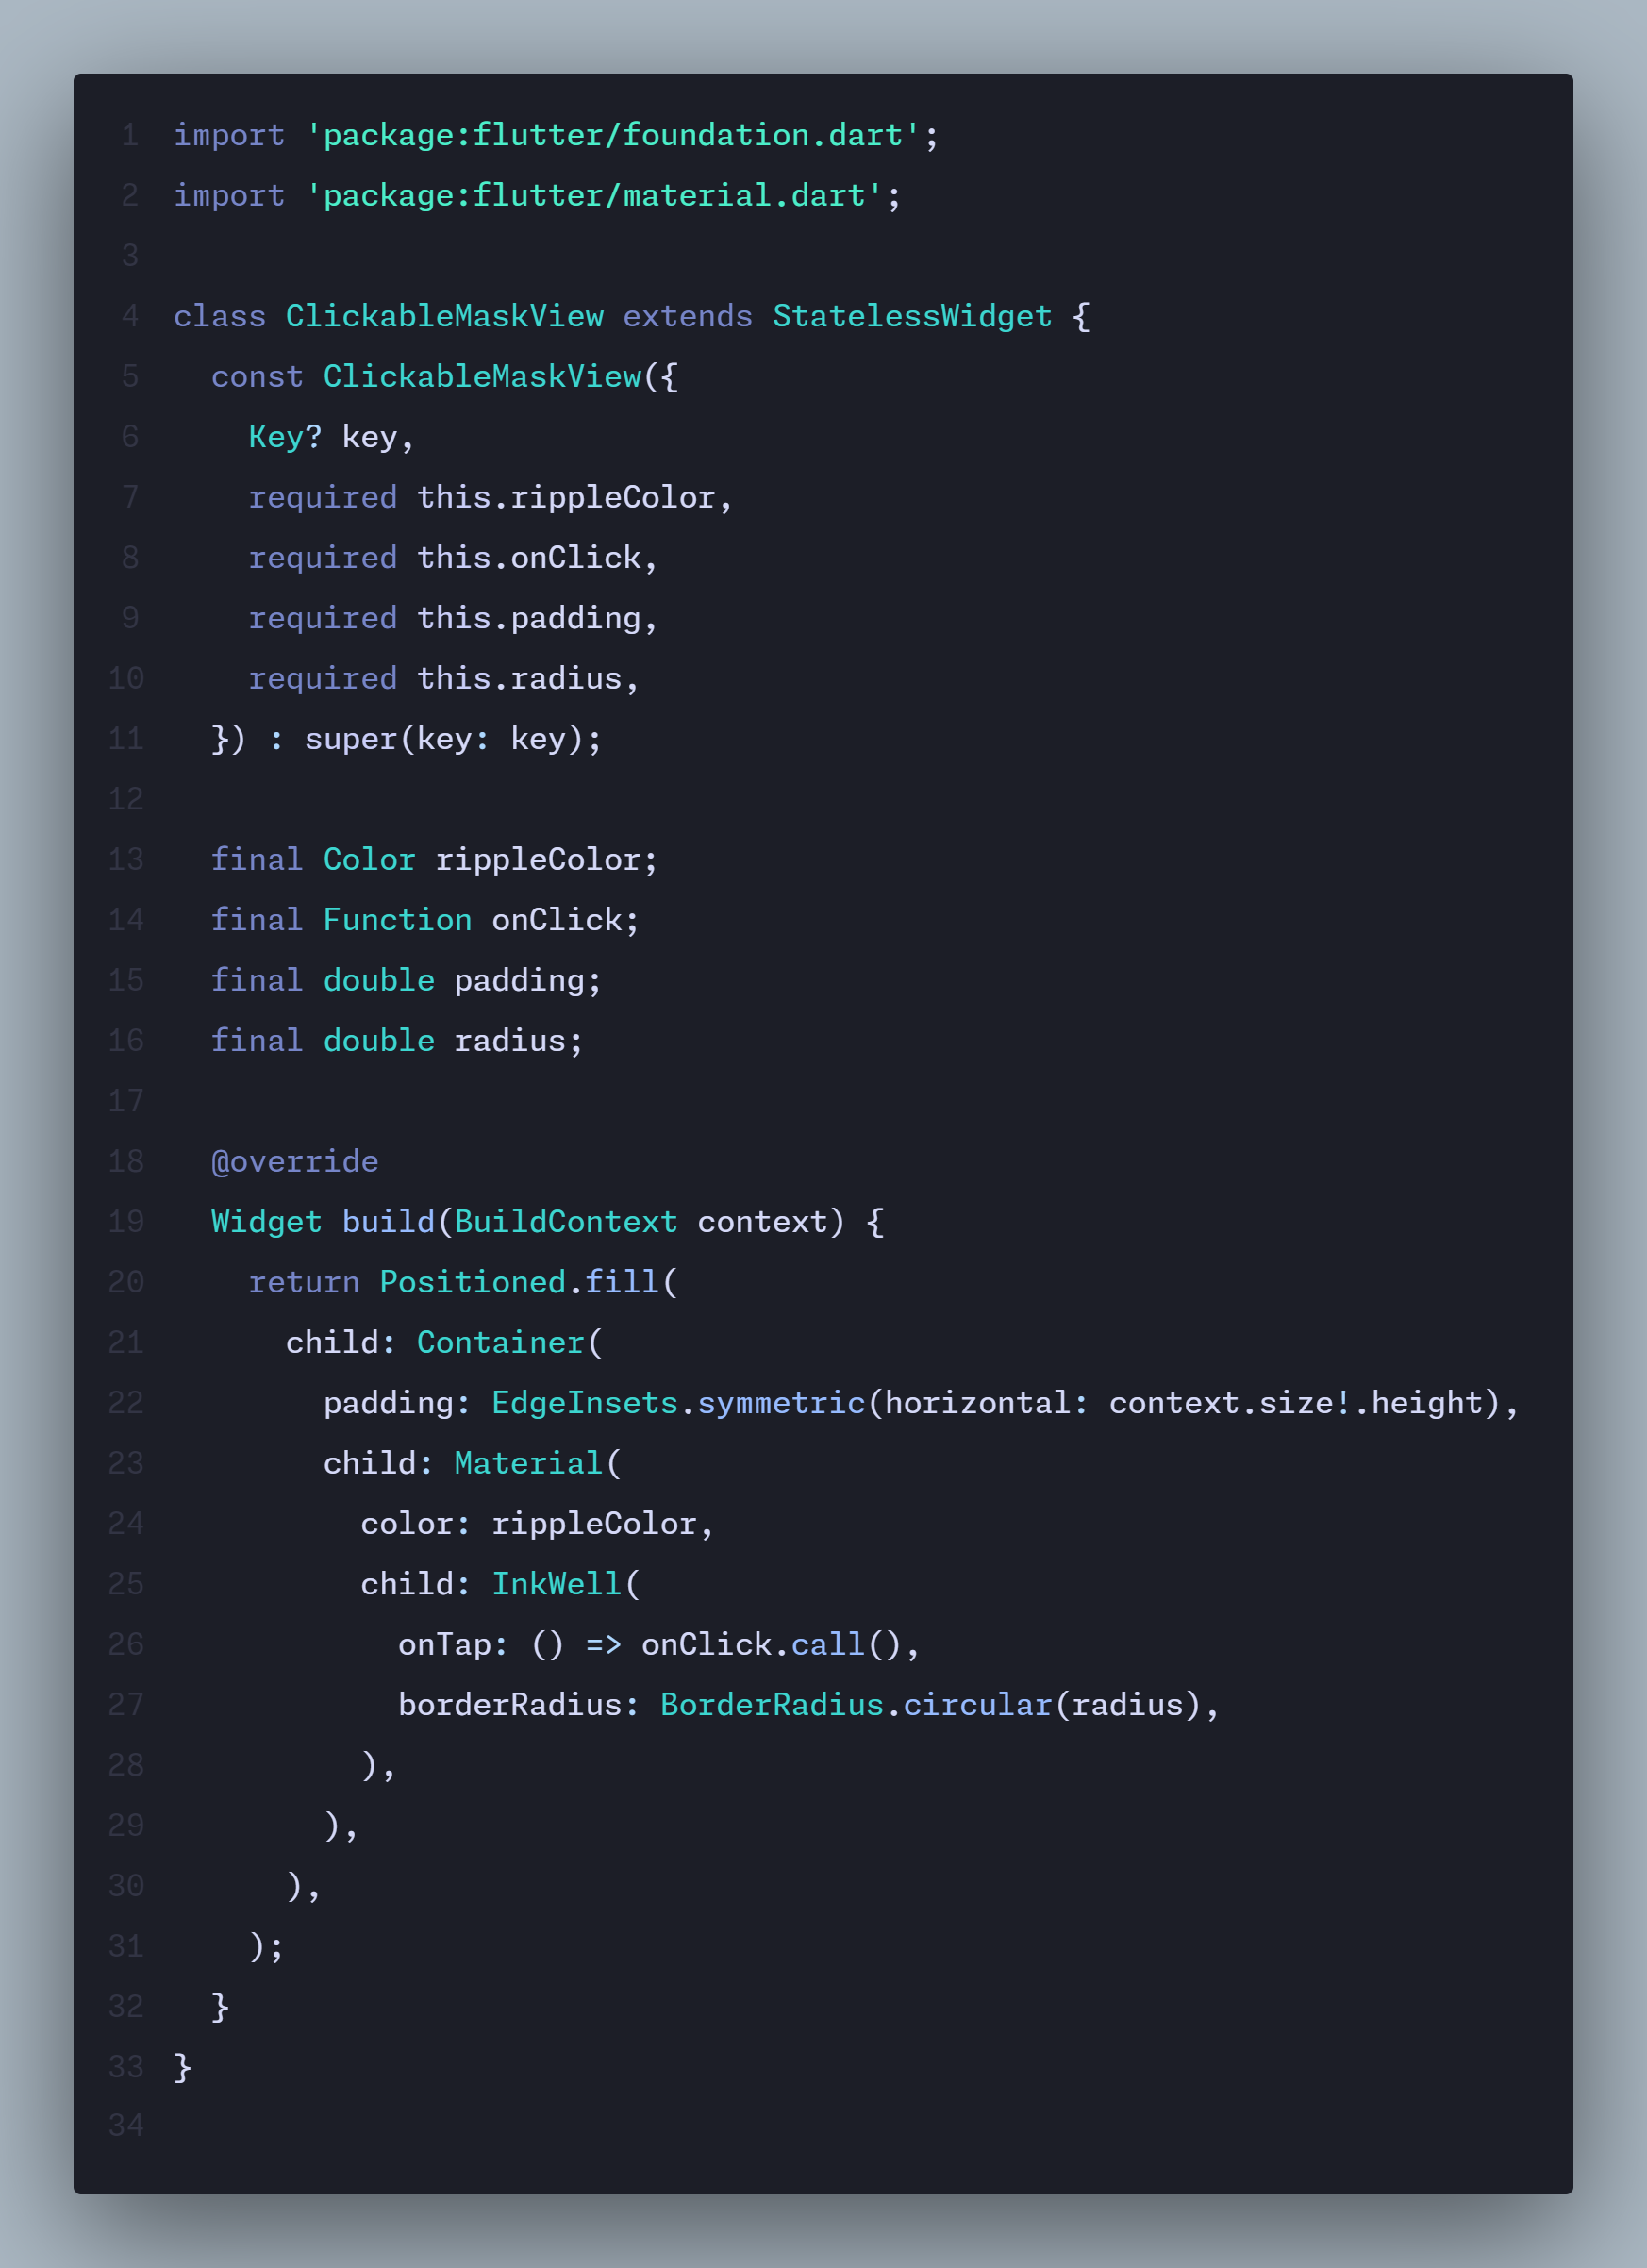 1 import 'package:flutter/foundation.dart';
2 import 'package:flutter/material.dart';
3
4 class ClickableMaskView extends StatelessWidget {
5   const ClickableMaskView({
6     Key? key,
7     required this.rippleColor,
8     required this.onClick,
9     required this.padding,
10     required this.radius,
11   }) : super(key: key);
12
13   final Color rippleColor;
14   final Function onClick;
15   final double padding;
16   final double radius;
17
18   @override
19   Widget build(BuildContext context) {
20     return Positioned.fill(
21       child: Container(
22         padding: EdgeInsets.symmetric(horizontal: context.size!.height),
23         child: Material(
24           color: rippleColor,
25           child: InkWell(
26             onTap: () => onClick.call(),
27             borderRadius: BorderRadius.circular(radius),
28           ),
29         ),
30       ),
31     );
32   }
33 }
34